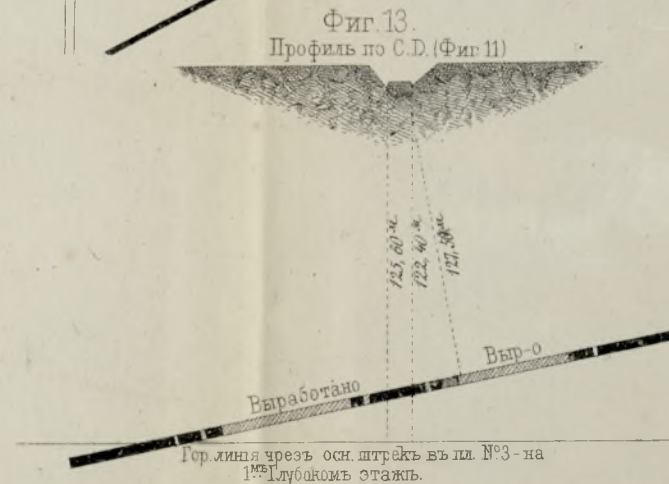 Фиг. 13.
Профиль по C.D. (Фиг 11)
125, 60 м
122, 40 м
127, 50 м
Выр-о
Выработано
Гор. линія чрезъ осн. штрекъ въ пл. №3-на
1мъ Глубокомъ этажѣ.